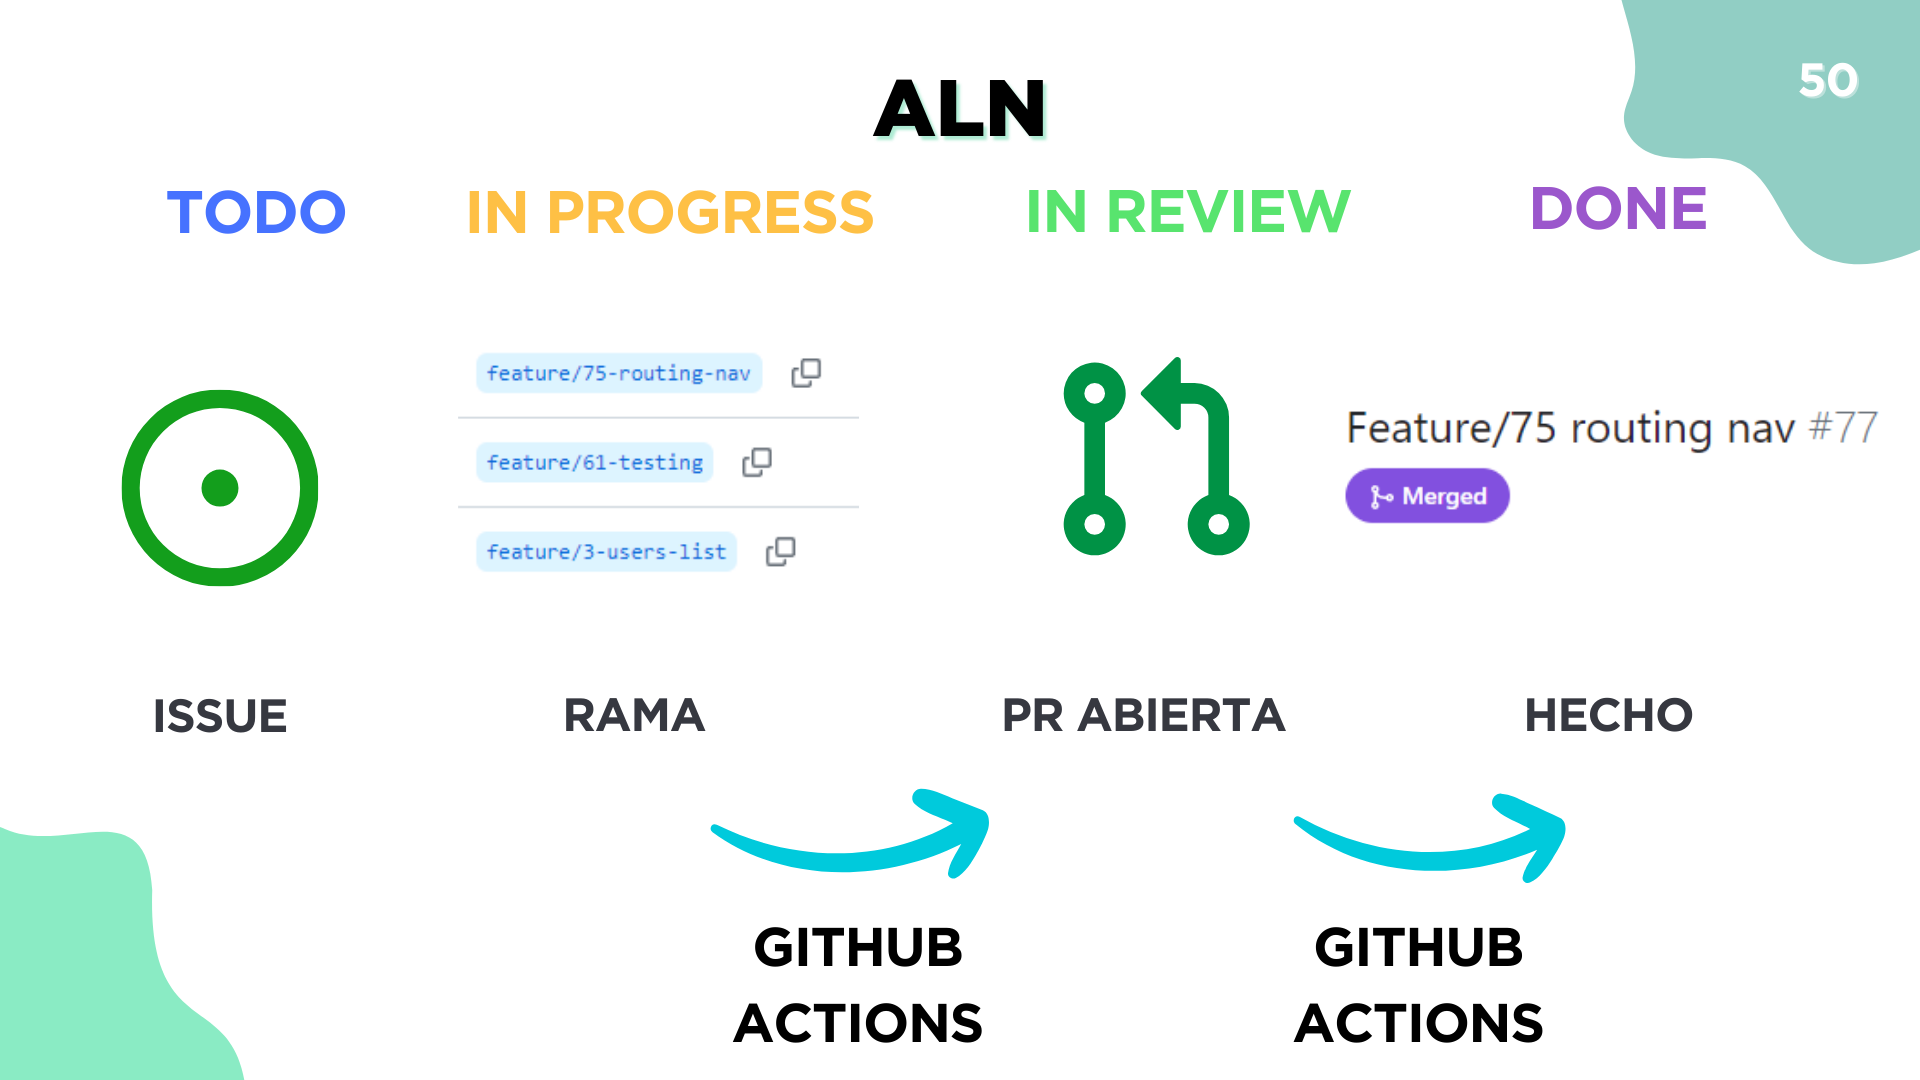 50
ALN
TODO
IN PROGRESS
IN REVIEW
DONE
feature/75-routing-nav
feature/61-testing
feature/3-users-list
Feature/75 routing nav #77
Merged
ISSUE
RAMA
PR ABIERTA
HECHO
GITHUB
ACTIONS
GITHUB
ACTIONS